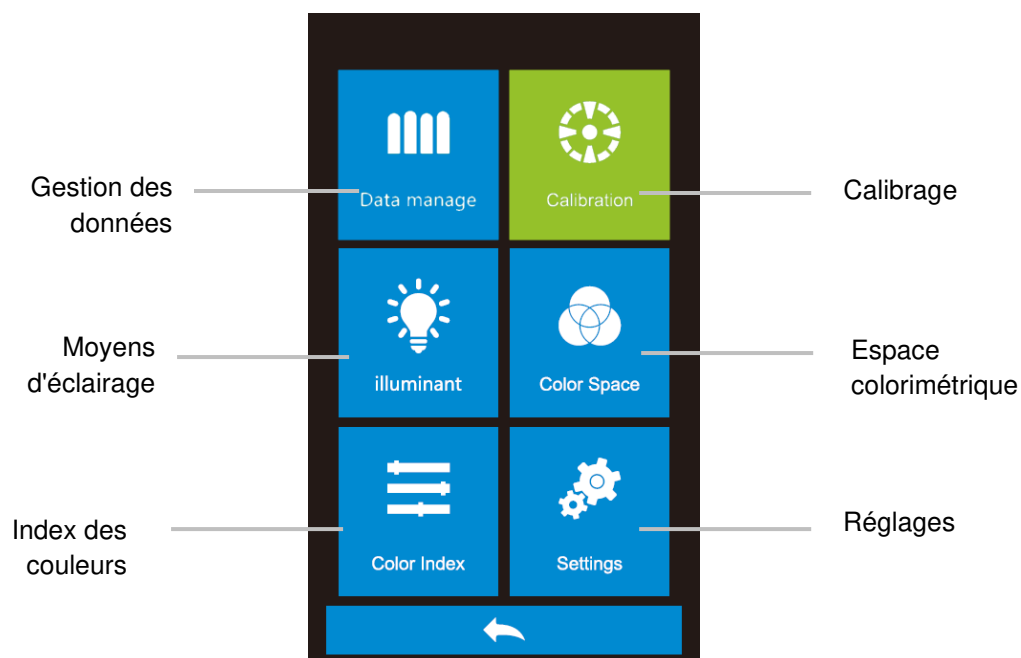 Gestion des
données
Data manage
Calibration
Calibrage
Moyens
d'éclairage
illuminant
Color Space
Espace
colorimétrique
Index des
couleurs
Color Index
Settings
Réglages